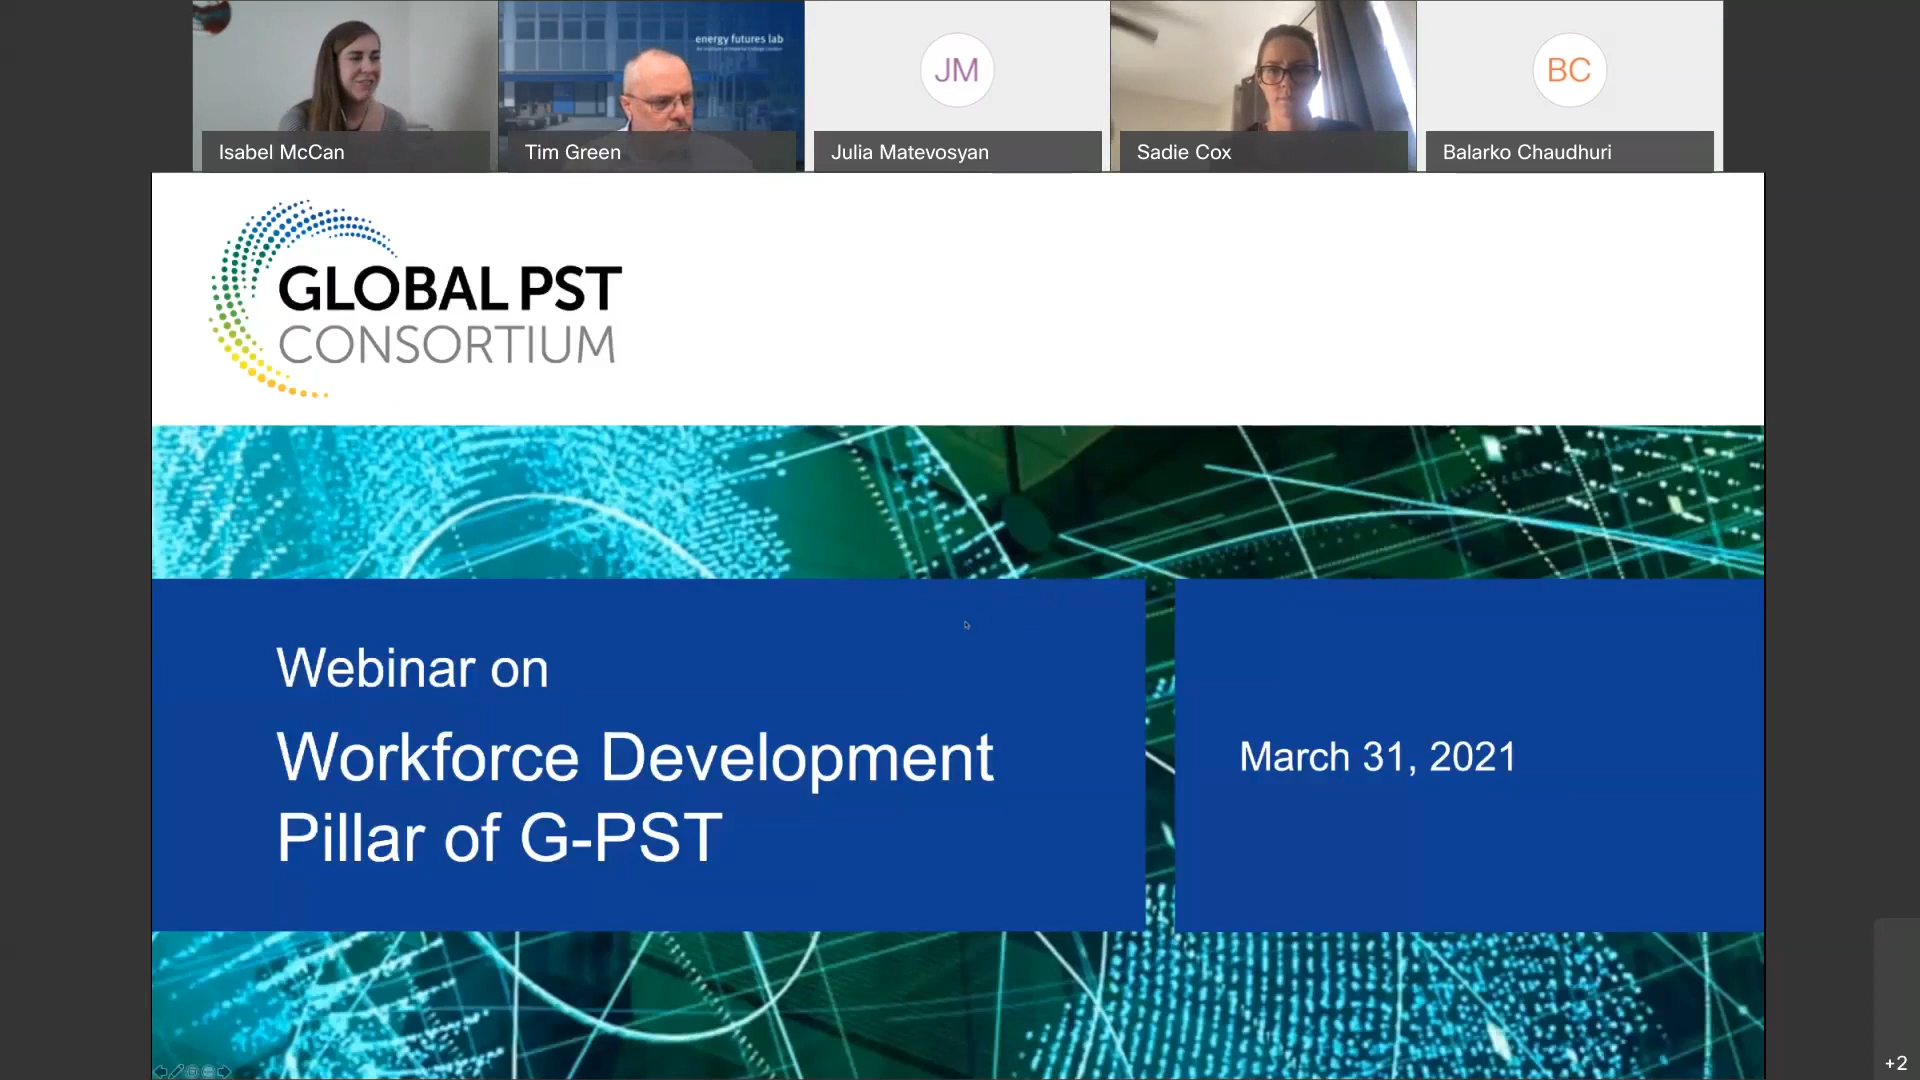 energy futures lab
JM
BC
Isabel McCan
Tim Green
Julia Matevosyan
Sadie Cox
Balarko Chaudhuri
GLOBAL PST
CONSORTIUM
Webinar on
Workforce Development
Pillar of G-PST
March 31, 2021
+2